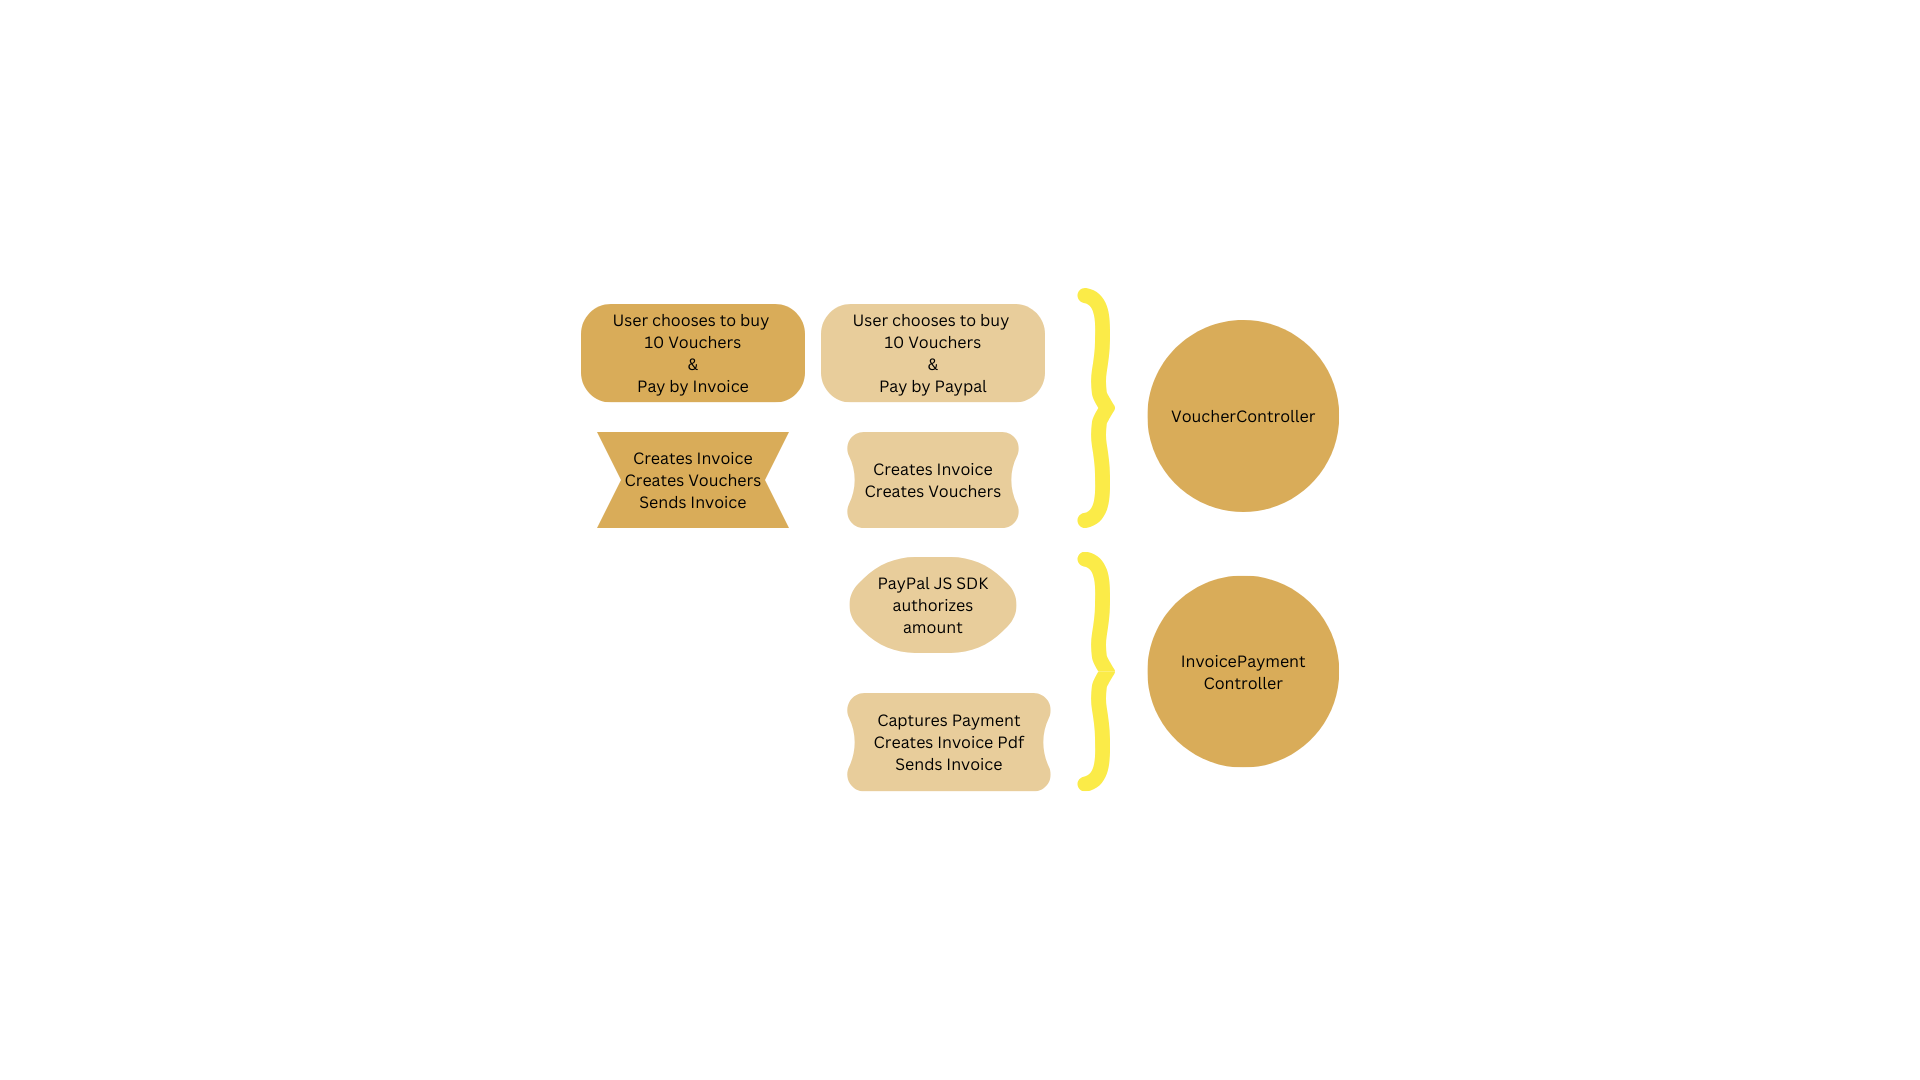 User chooses to buy
10 Vouchers
&
Pay by Invoice
User chooses to buy
10 Vouchers
&
Pay by Paypal
Creates Invoice
Creates Vouchers
Sends Invoice
Creates Invoice
Creates Vouchers
VoucherController
PayPal JS SDK
authorizes
amount
Captures Payment
Creates Invoice Pdf
Sends Invoice
InvoicePayment
Controller